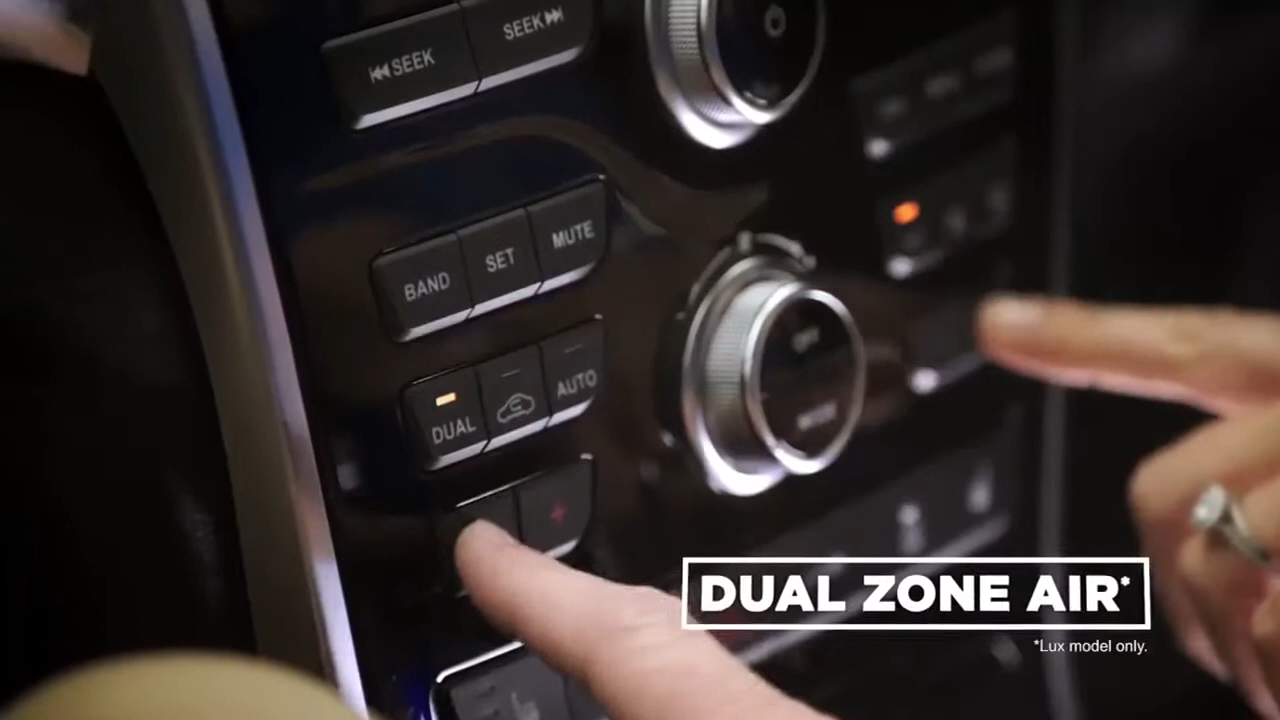 SEEK
SEEK
BAND SET MUTE
DUAL AUTO
+
DUAL ZONE AIR*
*Lux model only.